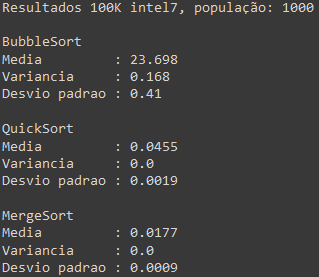 Resultados 100K intel7, população: 1000
BubbleSort
Media : 23.698
Variancia : 0.168
Desvio padrao : 0.41
QuickSort
Media : 0.0455
Variancia : 0.0
Desvio padrao : 0.0019
MergeSort
Media : 0.0177
Variancia : 0.0
Desvio padrao : 0.0009